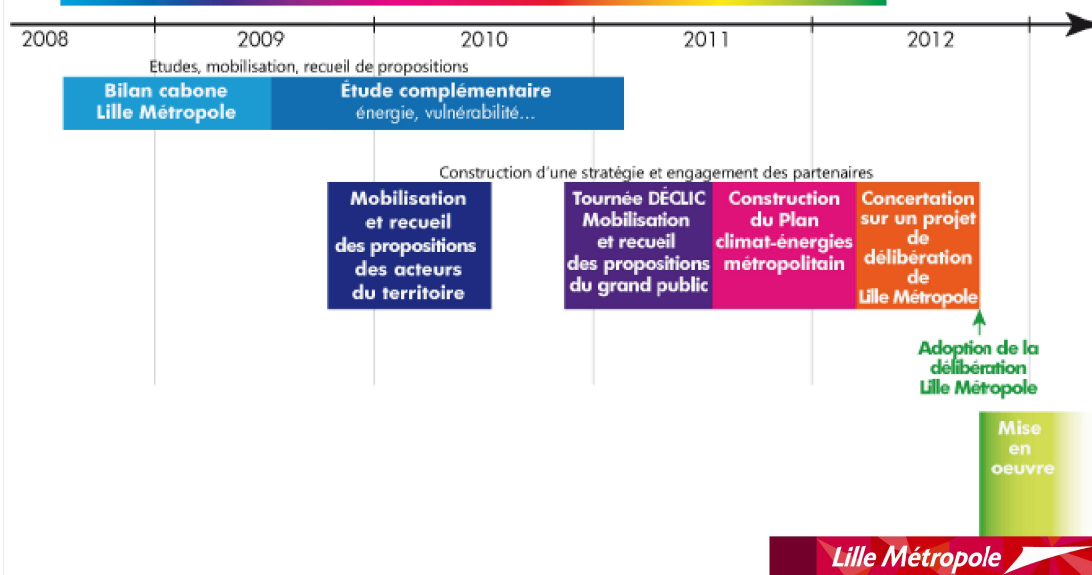 2008 2009 2010 2011 2012
Etudes, mobilisation, recueil de propositions
Bilan cabone
Lille Métropole
Étude complémentaire
énergie, vulnérabilité...
Construction d'une stratégie et engagement des partenaires
Mobilisation
et recueil
des propositions
des acteurs
du territoire
Tournée DÉCLIC
Mobilisation
et recueil
des propositions
du grand public
Construction
du Plan
climat-énergies
métropolitain
Concertation
sur un projet
de
délibération
de
Lille Métropole
Adoption de la
délibération
Lille Métropole
Mise
en
oeuvre
Lille Métropole